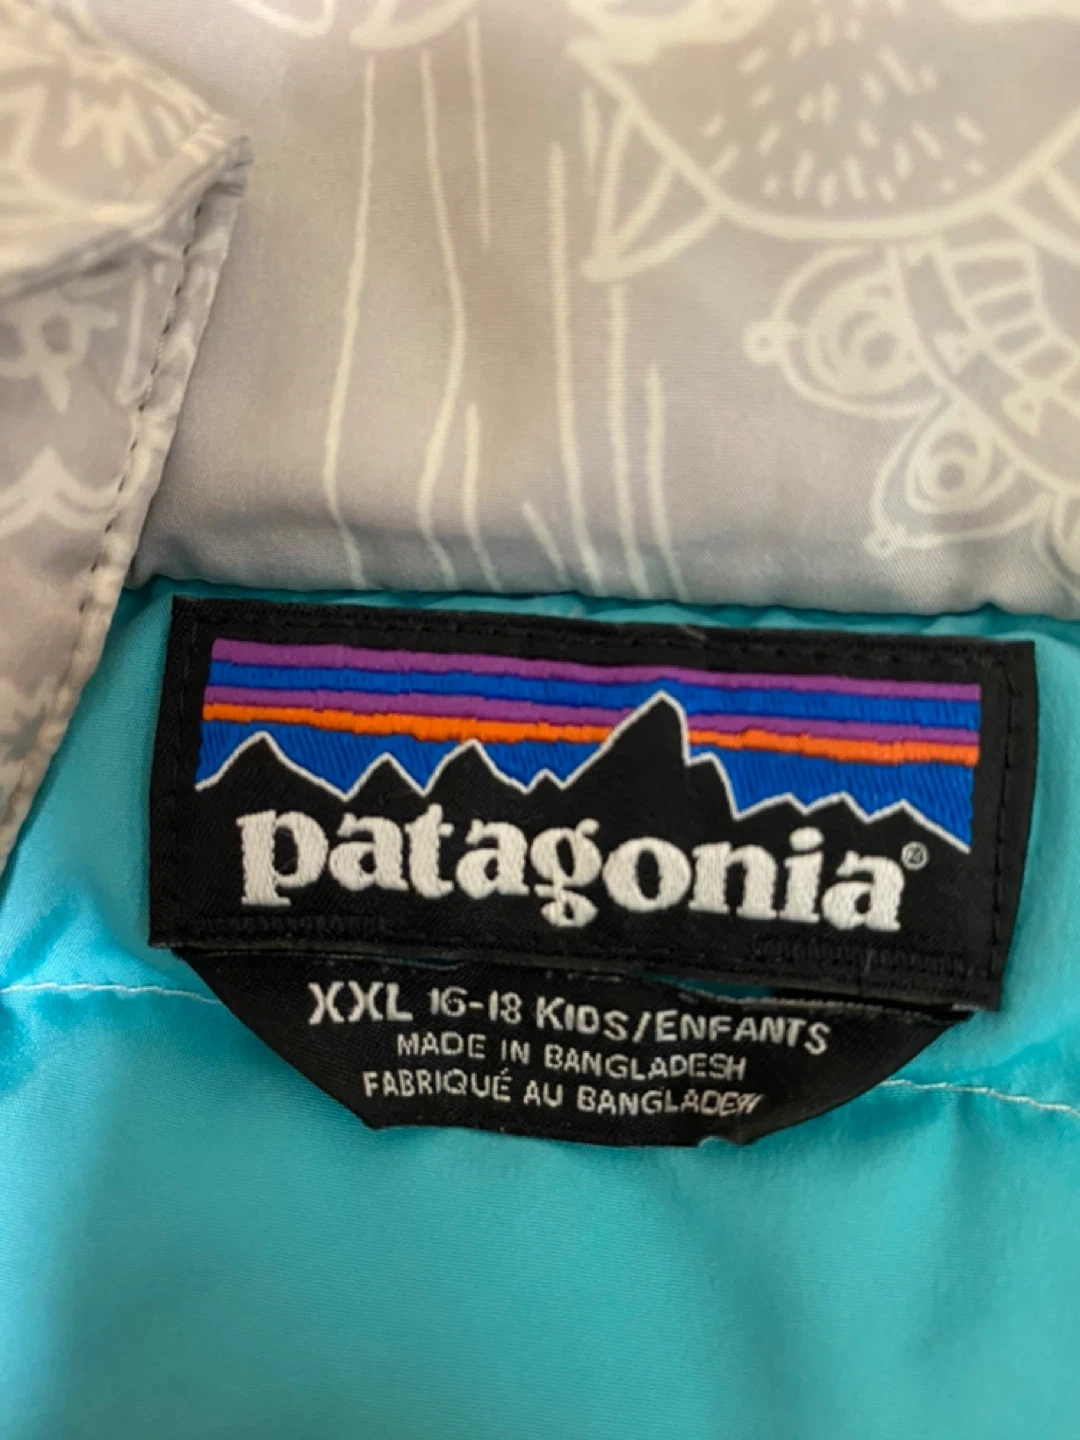 patagonia®
XXL 16-18 KIDS/ENFANTS
MADE IN BANGLADESH
FABRIQUÉ AU BANGLADESH